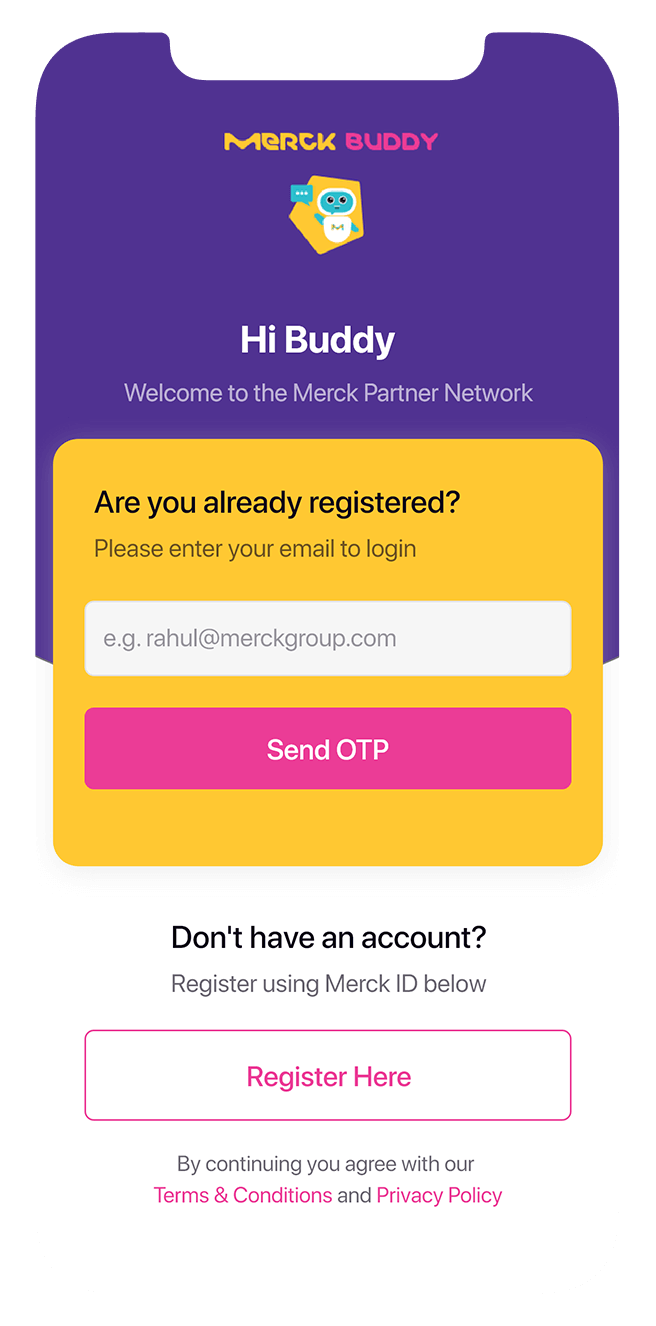 MERCK BUDDY
Hi Buddy
Welcome to the Merck Partner Network
Are you already registered?
Please enter your email to login
e.g. rahul@merckgroup.com
Send OTP
Don't have an account?
Register using Merck ID below
Register Here
By continuing you agree with our
Terms & Conditions and Privacy Policy